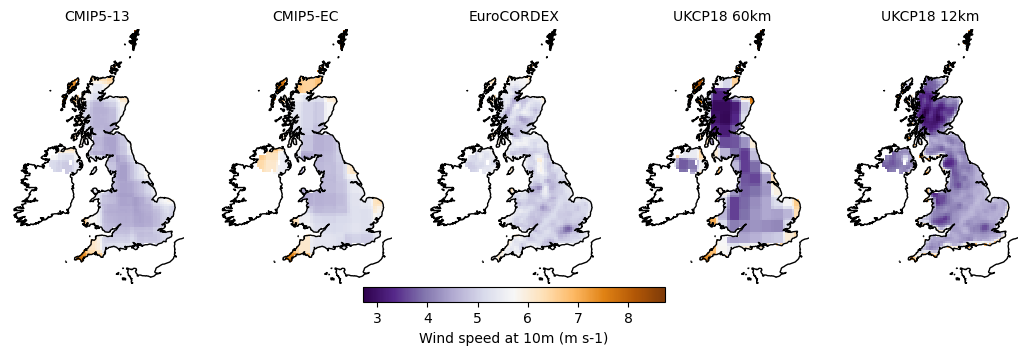 CMIP5-13 CMIP5-EC EuroCORDEX UKCP18 60km UKCP18 12km
3 4 5 6 7 8
Wind speed at 10m (m s-1)